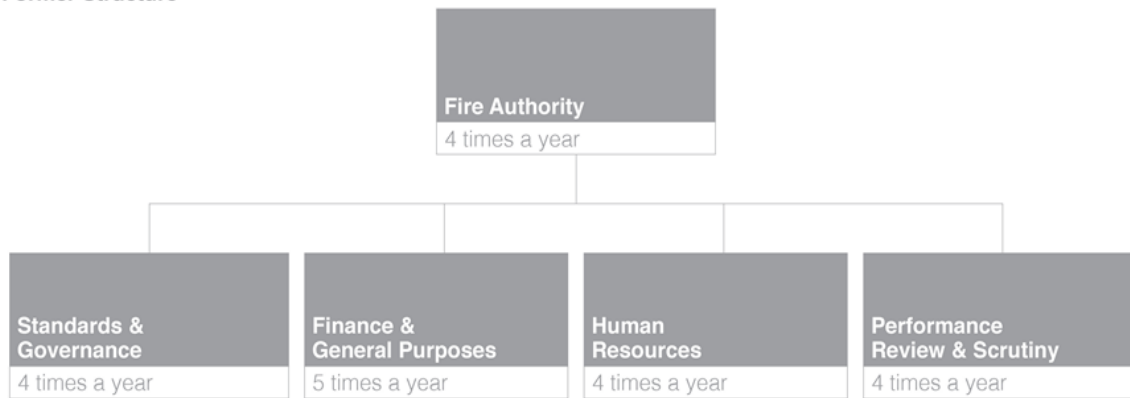 Fire Authority
4 times a year
Standards &
Governance
4 times a year
Finance &
General Purposes
5 times a year
Human
Resources
4 times a year
Performance
Review & Scrutiny
4 times a year